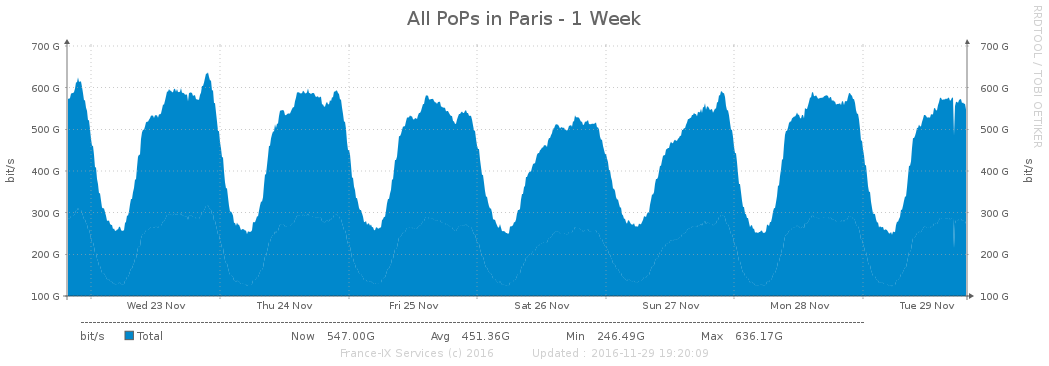 All PoPs in Paris - 1 Week
RRDTOOL / TOBI OETIKER
700 G 700 G
600 G 600 G
500 G 500 G
400 G 400 G
300 G 300 G
200 G 200 G
100 G 100 G
bit/s bit/s
Wed 23 Nov Thu 24 Nov Fri 25 Nov Sat 26 Nov Sun 27 Nov Mon 28 Nov Tue 29 Nov
bit/s Total Now 547.00G Avg 451.36G Min 246.49G Max 636.17G
France-IX Services (c) 2016 Updated : 2016-11-29 19:20:09